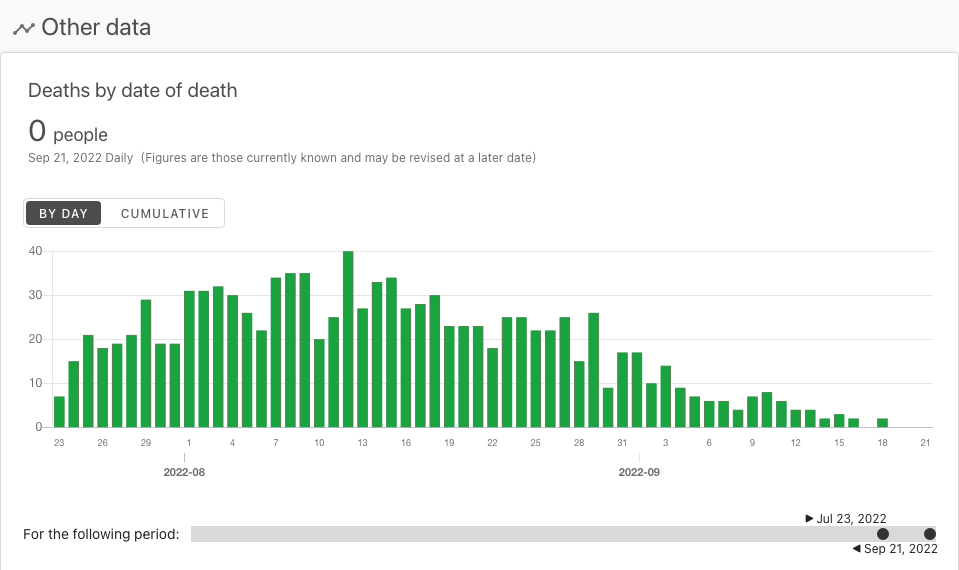 Other data
Deaths by date of death
0 people
Sep 21, 2022 Daily (Figures are those currently known and may be revised at a later date)
BY DAY CUMULATIVE
40
30
20
10
0
23 26 29 1 4 7 10 13 16 19 22 25 28 31 3 6 9 12 15 18 21
2022-08 2022-09
▶ Jul 23, 2022
For the following period:
◀ Sep 21, 2022